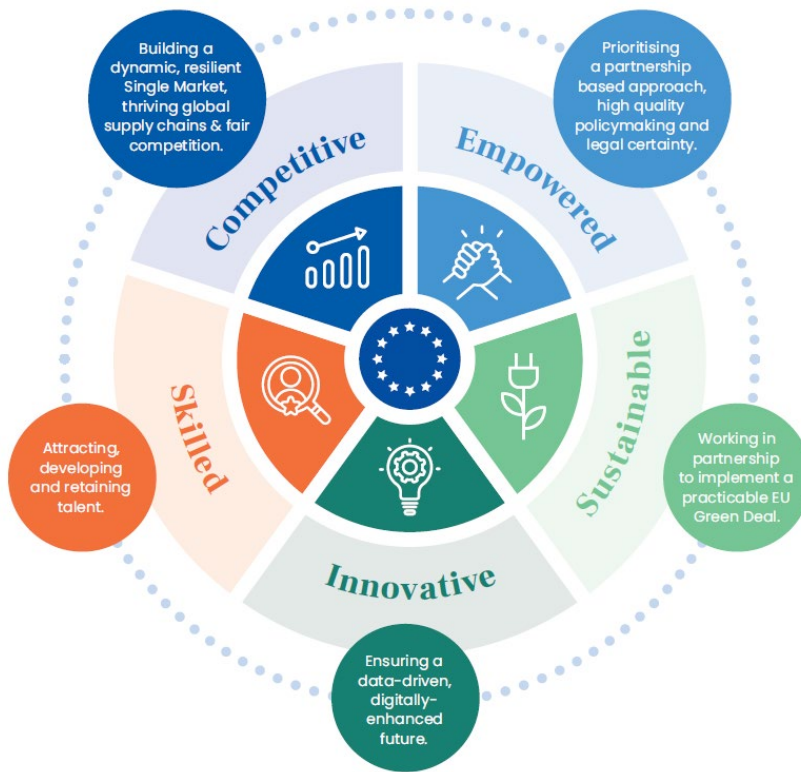 Building a
dynamic, resilient
Single Market,
thriving global
supply chains & fair
competition.
Prioritising
a partnership
based approach,
high quality
policymaking and
legal certainty.
Competitive
Empowered
Skilled
Sustainable
Innovative
Attracting,
developing
and retaining
talent.
Working in
partnership
to implement a
practicable EU
Green Deal.
Ensuring a
data-driven,
digitally-
enhanced
future.